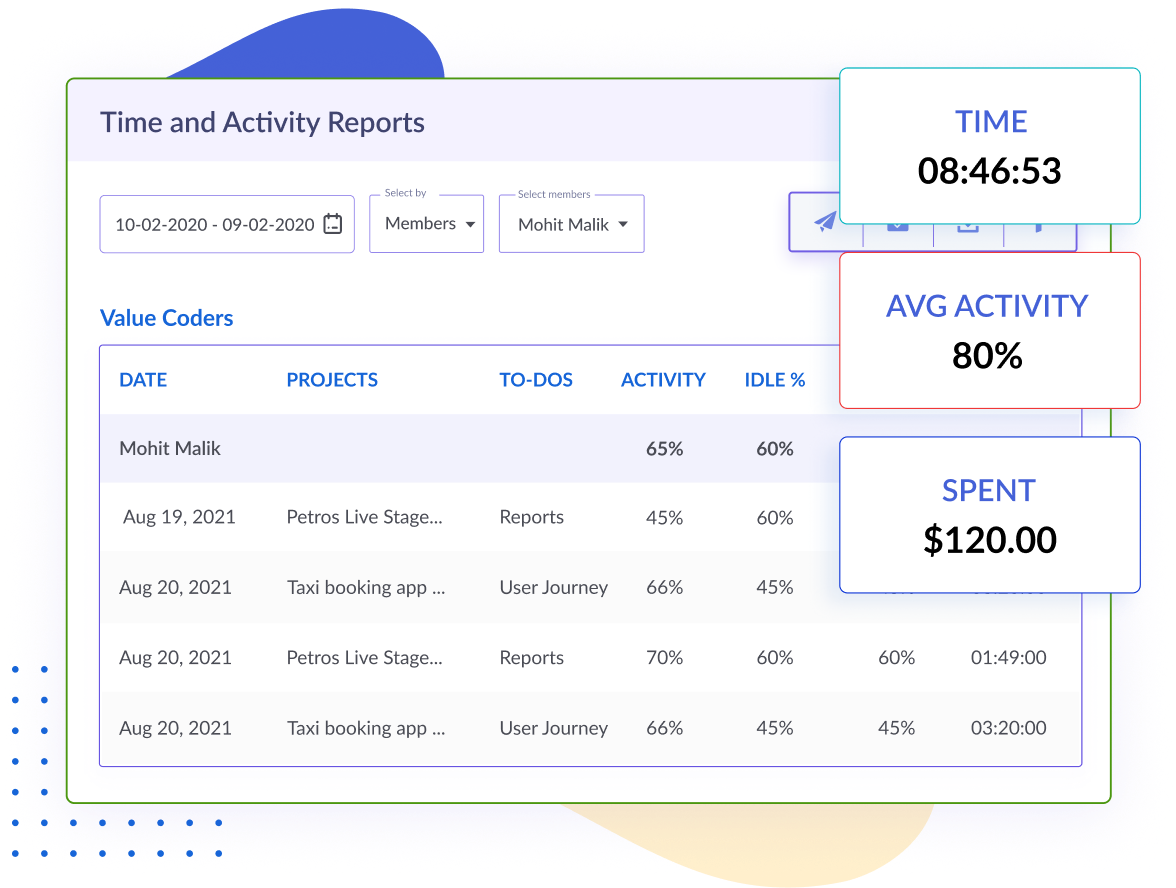 Time and Activity Reports
TIME
08:46:53
Select by
Select members
10-02-2020 - 09-02-2020
Members
Mohit Malik
AVG ACTIVITY
80%
Value Coders
DATE PROJECTS TO-DOS ACTIVITY IDLE %
Mohit Malik 65% 60%
SPENT
$120.00
Aug 19, 2021 Petros Live Stage... Reports 45% 60%
Aug 20, 2021 Taxi booking app ... User Journey 66% 45%
Aug 20, 2021 Petros Live Stage... Reports 70% 60% 60% 01:49:00
Aug 20, 2021 Taxi booking app ... User Journey 66% 45% 45% 03:20:00